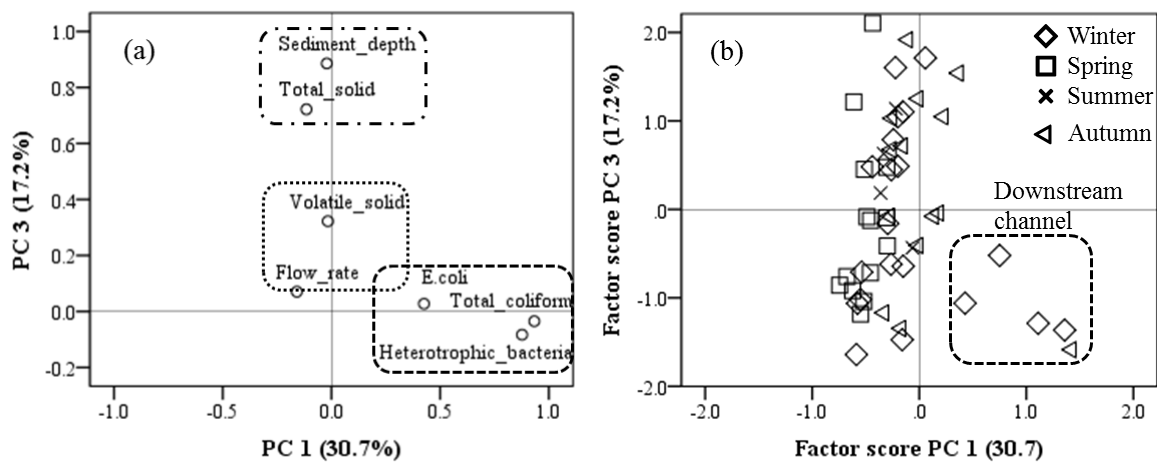 (a)
1.0
0.8
0.6
0.4
0.2
0.0
-0.2
PC 3 (17.2%)
Sediment_depth
Total_solid
Volatile_solid
Flow_rate
E.coli
Total_coliform
Heterotrophic_bacteria
-1.0
-0.5
0.0
0.5
1.0
PC 1 (30.7%)
(b)
2.0
1.0
.0
-1.0
-2.0
Factor score PC 3 (17.2%)
Winter
Spring
Summer
Autumn
Downstream
channel
-2.0
-1.0
.0
1.0
2.0
Factor score PC 1 (30.7)